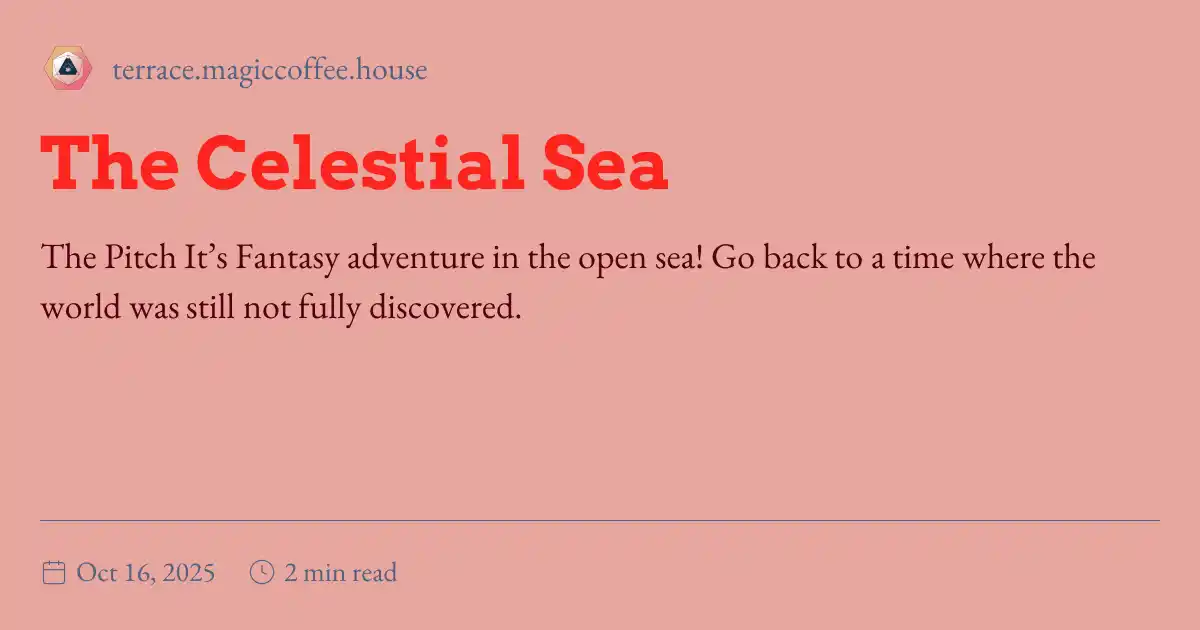 terrace.magiccoffee.house
The Celestial Sea
The Pitch It’s Fantasy adventure in the open sea! Go back to a time where the
world was still not fully discovered.
Oct 16, 2025 2 min read